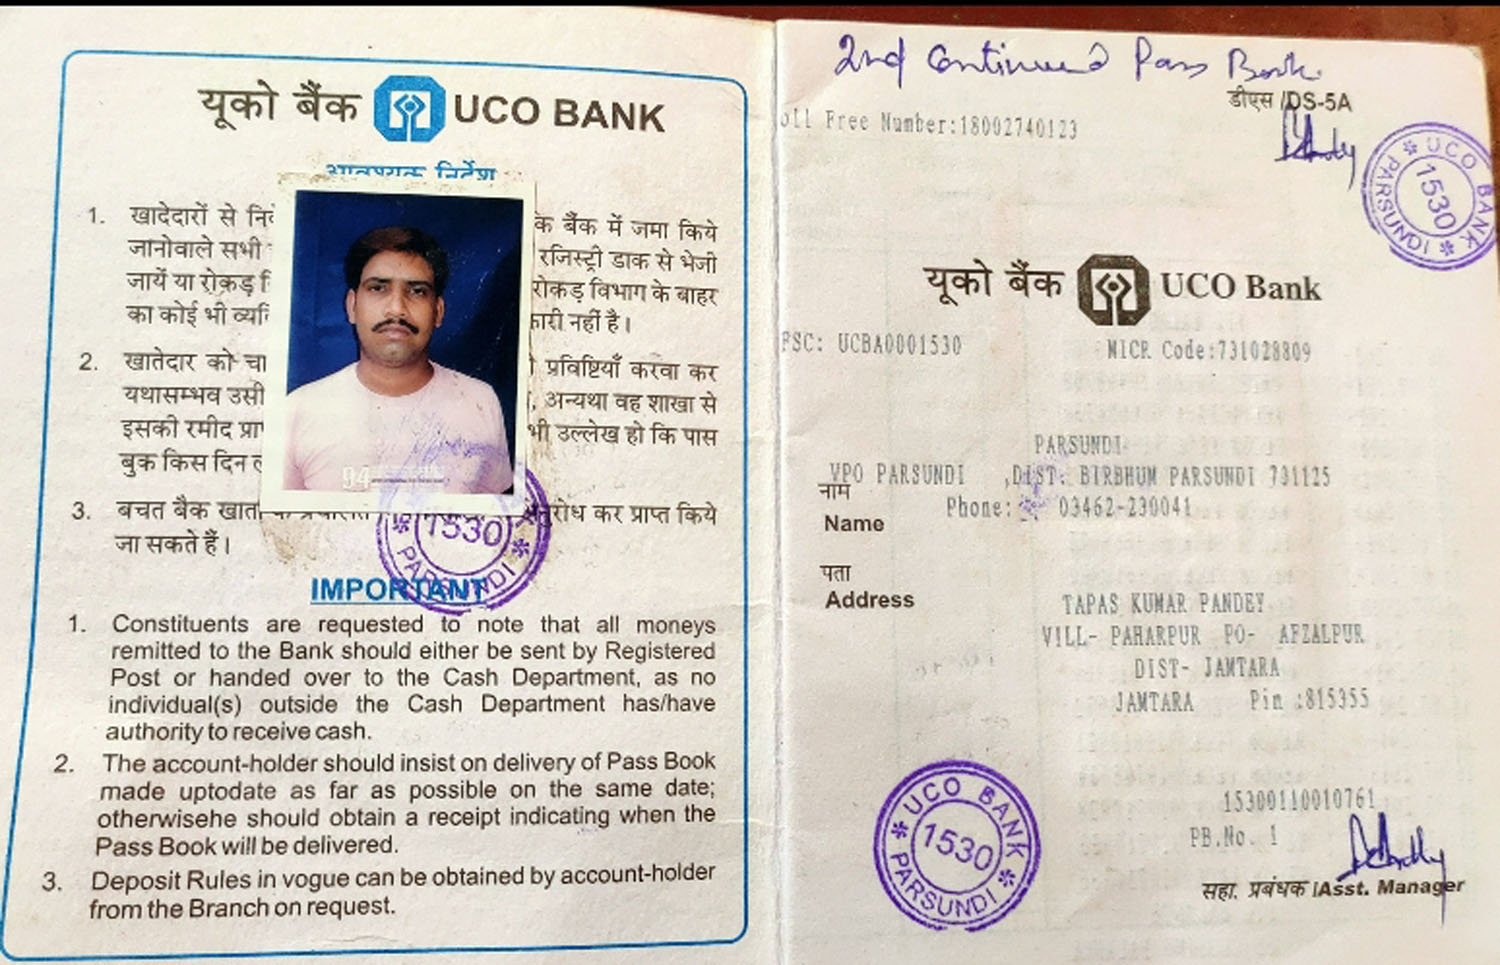 यूको बैंक UCO BANK
आवश्यक निर्देश
1. खादेदारों से निवे के बैंक में जमा किये
जानोवाले सभी रजिस्ट्री डाक से भेजी
जायें या रोकड़ रोकड़ विभाग के बाहर
का कोई भी व्यक्ति कारी नहीं है।
2. खातेदार को चा प्रविष्टियाँ करवा कर
यथासम्भव उसी अन्यथा वह शाखा से
इसकी रमीद प्राप भी उल्लेख हो कि पास
बुक किस दिन
3. बचत बैक खाता रोध कर प्राप्त किये
जा सकते हैं।
94
1530
PARSUNDI
IMPORTANT
1. Constituents are requested to note that all moneys
remitted to the Bank should either be sent by Registered
Post or handed over to the Cash Department, as no
individual(s) outside the Cash Department has/have
authority to receive cash.
2. The account-holder should insist on delivery of Pass Book
made uptodate as far as possible on the same date;
otherwisehe should obtain a receipt indicating when the
Pass Book will be delivered.
3. Deposit Rules in vogue can be obtained by account-holder
from the Branch on request.
2nd Continued Pass Book
डीएस /DS-5A
oll Free Number:18002740123
UCO BANK
1530
PARSUNDI
यूको बैंक UCO Bank
FSC: UCBA0001530 MICR Code:731028809
PARSUNDI
VPO PARSUNDI ,DIST: BIRBHUM PARSUNDI 731125
नाम
Name
Phone: 03462-230041
पता
Address
TAPAS KUMAR PANDEY
VILL- PAHARPUR PO- AFZALPUR
DIST- JAMTARA
JAMTARA Pin :815355
15300110010761
PB.No. 1
UCO BANK
1530
PARSUNDI
सहा. प्रबंधक /Asst. Manager